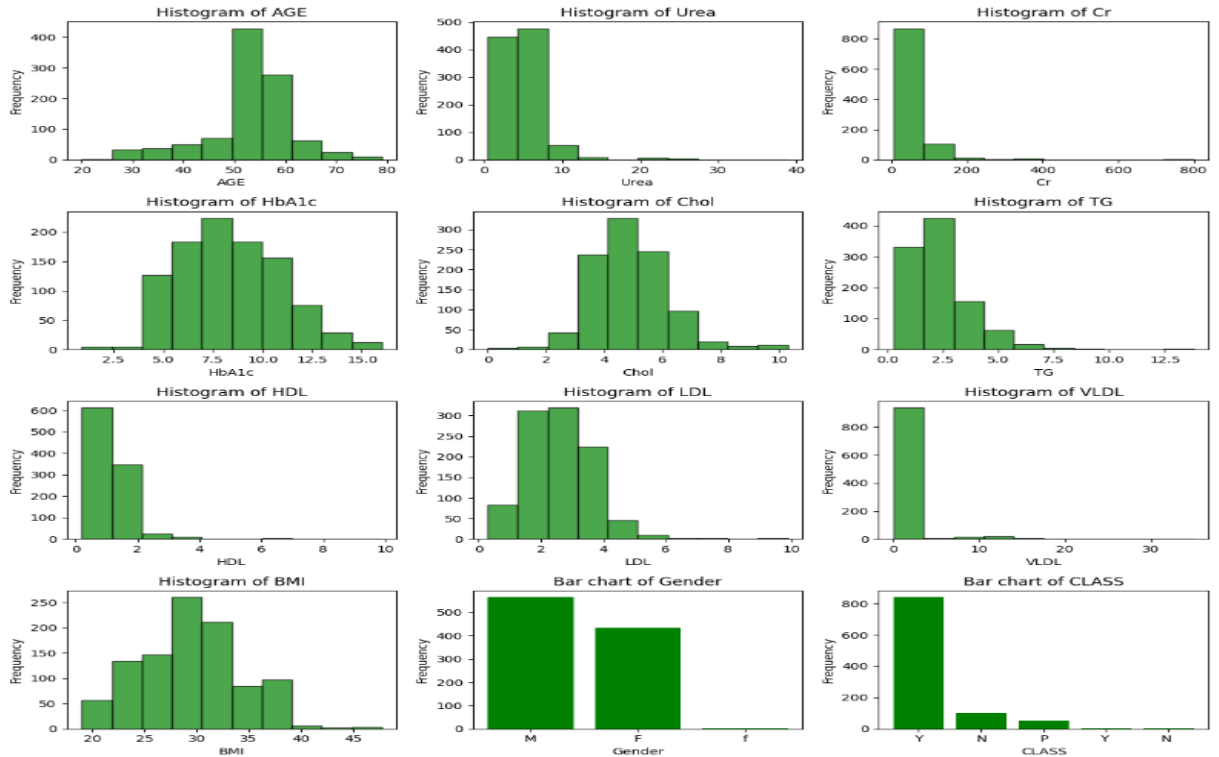 Histogram of AGE
Frequency
400
300
200
100
0
20 30 40 50 60 70 80
AGE
Histogram of Urea
Frequency
500
400
300
200
100
0
0 10 20 30 40
Urea
Histogram of Cr
Frequency
800
600
400
200
0
0 200 400 600 800
Cr
Histogram of HbA1c
Frequency
200
150
100
50
0
2.5 5.0 7.5 10.0 12.5 15.0
HbA1c
Histogram of Chol
Frequency
300
250
200
150
100
50
0
0 2 4 6 8 10
Chol
Histogram of TG
Frequency
400
300
200
100
0
0.0 2.5 5.0 7.5 10.0 12.5
TG
Histogram of HDL
Frequency
600
500
400
300
200
100
0
0 2 4 6 8 10
HDL
Histogram of LDL
Frequency
300
250
200
150
100
50
0
0 2 4 6 8 10
LDL
Histogram of VLDL
Frequency
800
600
400
200
0
0 10 20 30
VLDL
Histogram of BMI
Frequency
250
200
150
100
50
0
20 25 30 35 40 45
BMI
Bar chart of Gender
Frequency
500
400
300
200
100
0
M F f
Gender
Bar chart of CLASS
Frequency
800
600
400
200
0
Y N P Y N
CLASS